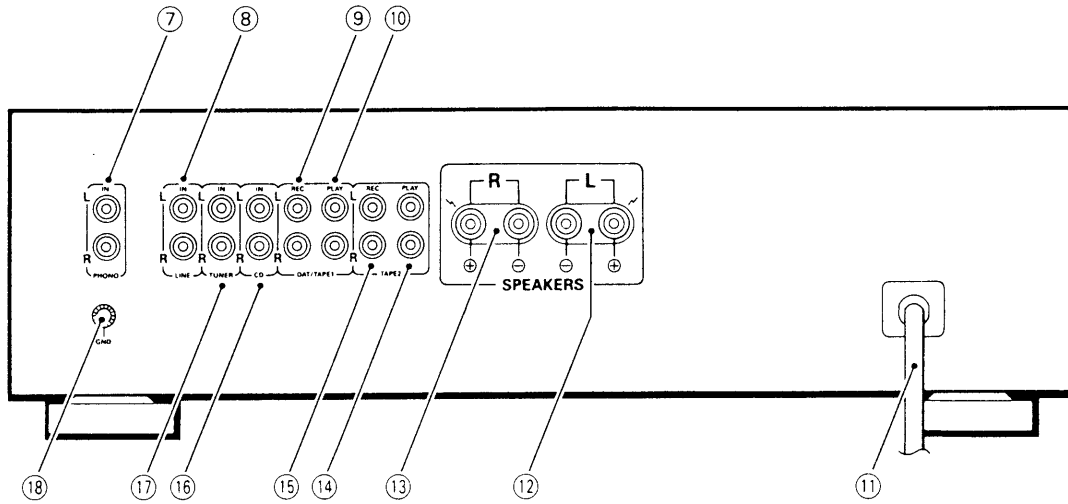 ⑦ ⑧ ⑨ ⑩
R L
IN IN IN IN REC PLAY REC PLAY
L L L L L L
R R R R R R
PHONO LINE TUNER CD DAT/TAPE1 TAPE2
⊕ ⊖ ⊖ ⊕
SPEAKERS
GND
⑱ ⑰ ⑯ ⑮ ⑭ ⑬ ⑫ ⑪